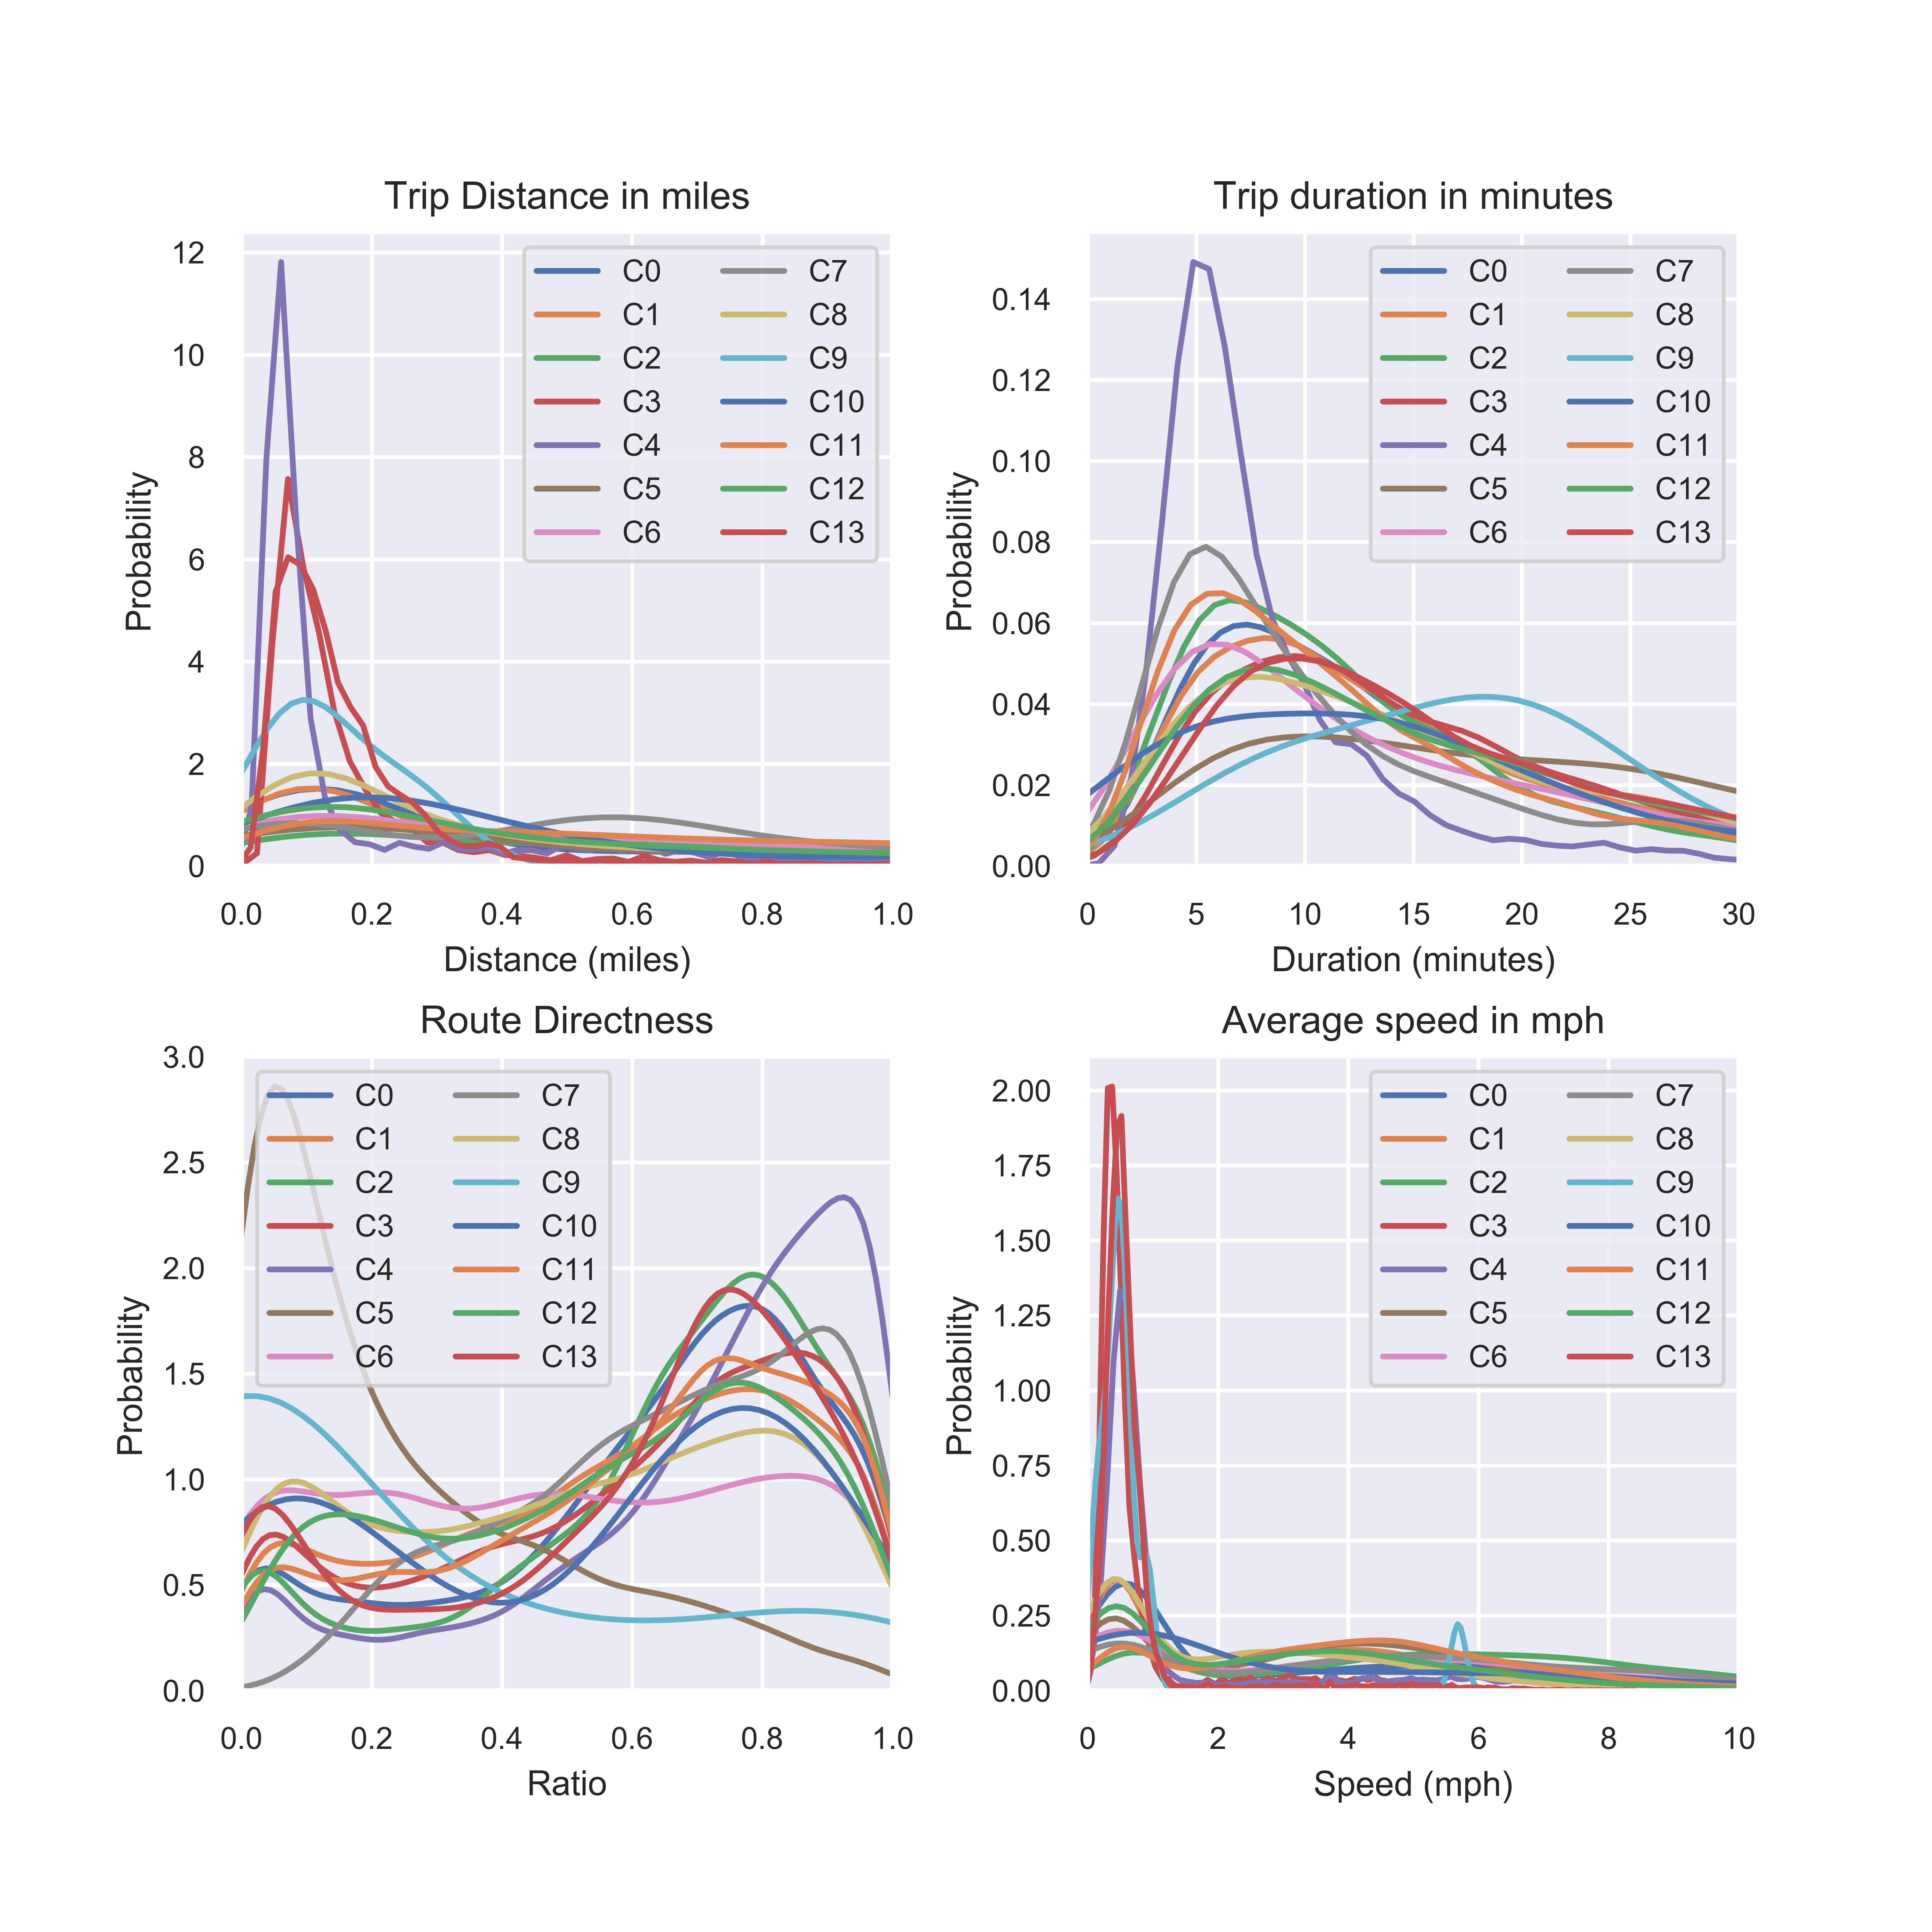 Trip Distance in miles
12
10
8
6
4
2
0
Probability
C0 C7
C1 C8
C2 C9
C3 C10
C4 C11
C5 C12
C6 C13
0.0 0.2 0.4 0.6 0.8 1.0
Distance (miles)
Trip duration in minutes
0.14
0.12
0.10
0.08
0.06
0.04
0.02
0.00
Probability
C0 C7
C1 C8
C2 C9
C3 C10
C4 C11
C5 C12
C6 C13
0 5 10 15 20 25 30
Duration (minutes)
Route Directness
3.0
2.5
2.0
1.5
1.0
0.5
0.0
Probability
C0 C7
C1 C8
C2 C9
C3 C10
C4 C11
C5 C12
C6 C13
0.0 0.2 0.4 0.6 0.8 1.0
Ratio
Average speed in mph
2.00
1.75
1.50
1.25
1.00
0.75
0.50
0.25
0.00
Probability
C0 C7
C1 C8
C2 C9
C3 C10
C4 C11
C5 C12
C6 C13
0 2 4 6 8 10
Speed (mph)